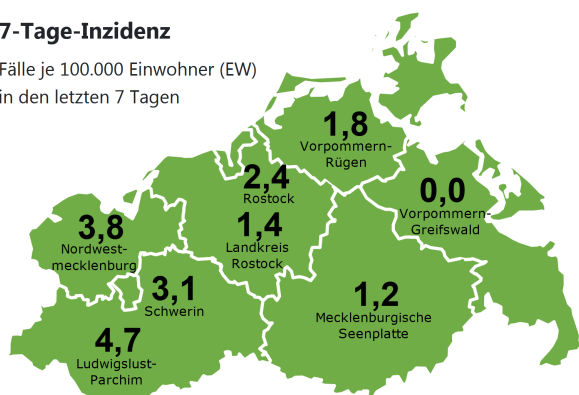 7-Tage-Inzidenz
Fälle je 100.000 Einwohner (EW)
in den letzten 7 Tagen
1,8
Vorpommern-
Rügen
2,4
Rostock
0,0
Vorpommern-
Greifswald
3,8
Nordwest-
mecklenburg
1,4
Landkreis
Rostock
3,1
Schwerin
1,2
Mecklenburgische
Seenplatte
4,7
Ludwigslust-
Parchim